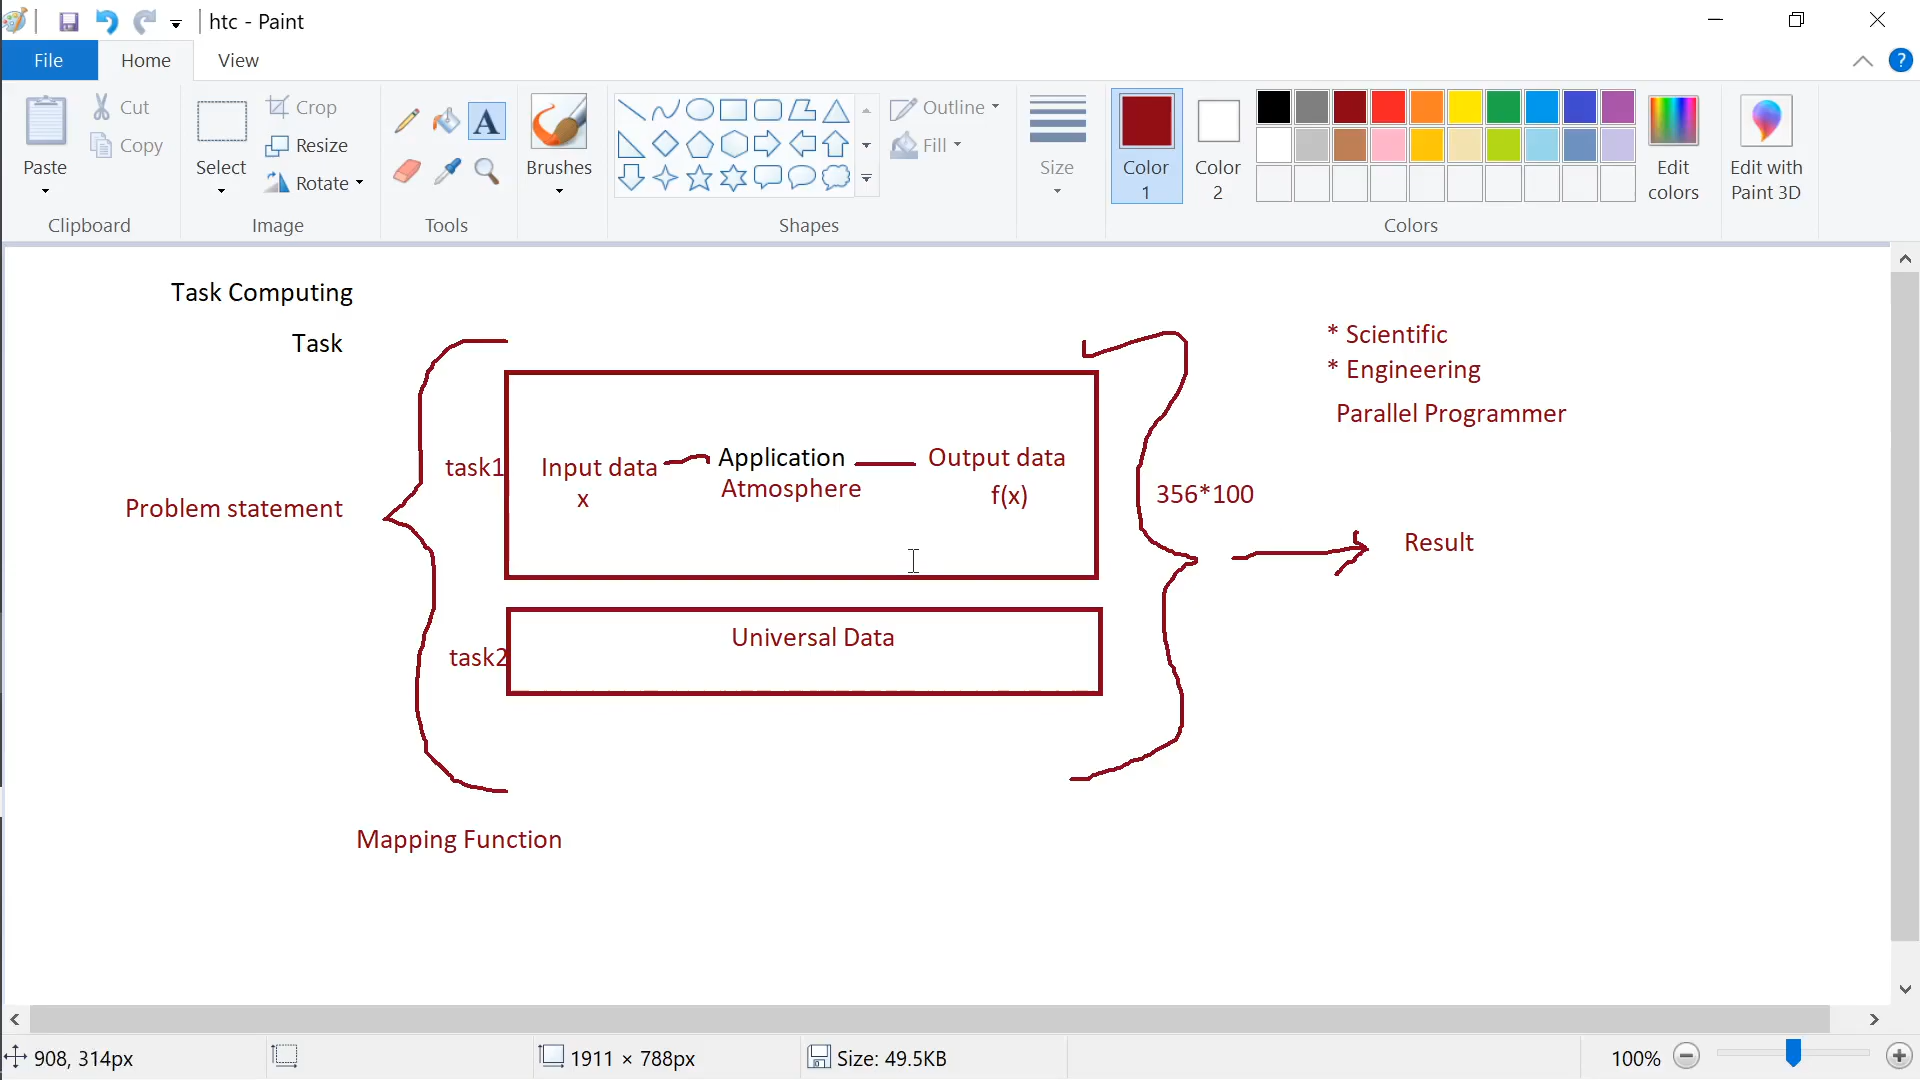 htc - Paint
File
Home
View
Paste
Cut
Copy
Clipboard
Select
Crop
Resize
Rotate
Image
A
Tools
Brushes
Shapes
Outline
Fill
Size
Color
1
Color
2
Edit
colors
Colors
Edit with
Paint 3D
?
Task Computing
Task
* Scientific
* Engineering
Parallel Programmer
task1
Input data
x
Application
Atmosphere
Output data
f(x)
356*100
Problem statement
Result
Universal Data
task2
Mapping Function
908, 314px
1911 × 788px
Size: 49.5KB
100%